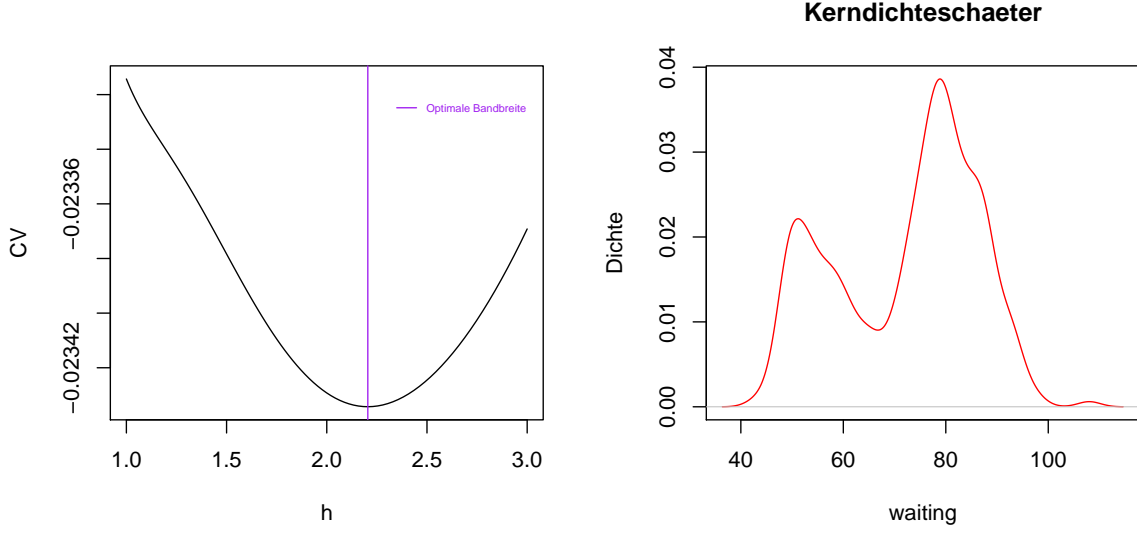 CV
−0.02336
−0.02342
Optimale Bandbreite
1.0 1.5 2.0 2.5 3.0
h
Kerndichteschaeter
Dichte
0.04
0.03
0.02
0.01
0.00
40 60 80 100
waiting